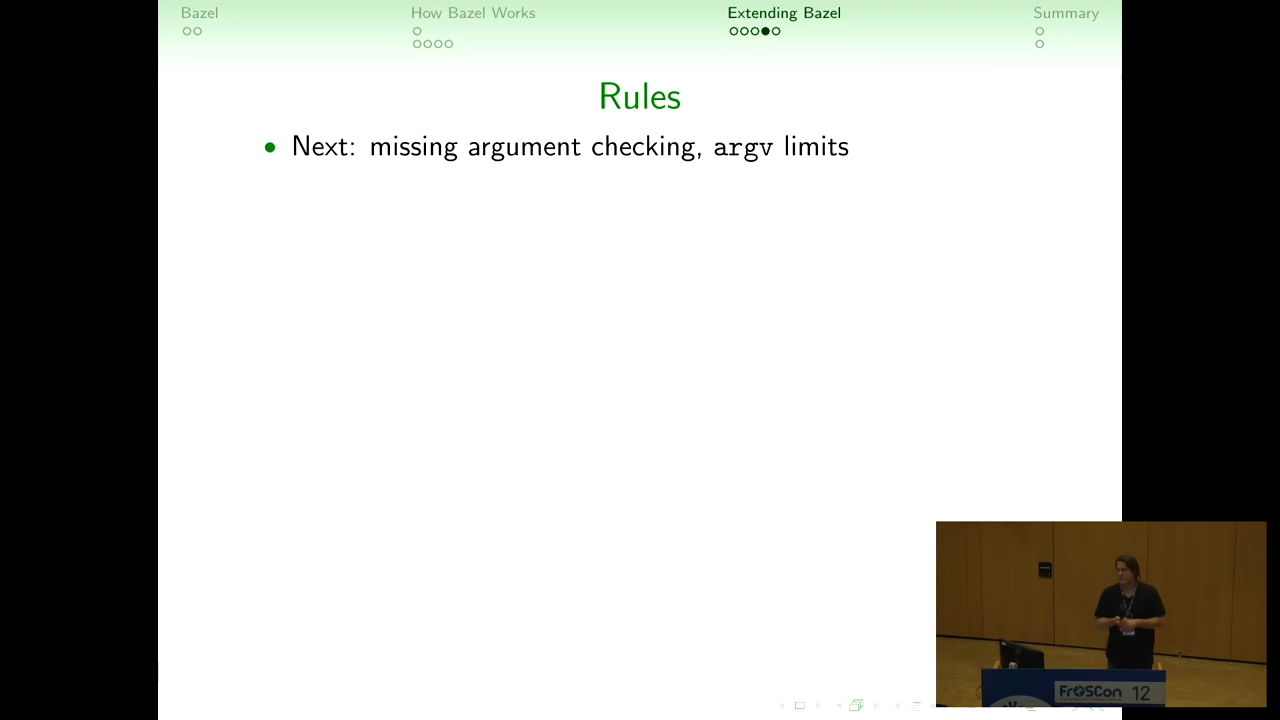 Bazel
How Bazel Works
Extending Bazel
Summary
Rules
• Next: missing argument checking, argv limits
FrOSCon 12